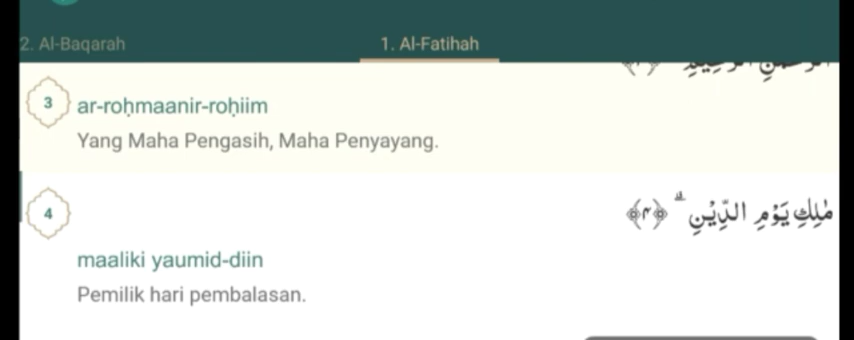 2. Al-Baqarah
1. Al-Fatihah
3
ar-roḥmaanir-roḥiim
Yang Maha Pengasih, Maha Penyayang.
4
مٰلِكِ يَوْمِ الدِّيْنِۗ ﴿٤﴾
maaliki yaumid-diin
Pemilik hari pembalasan.